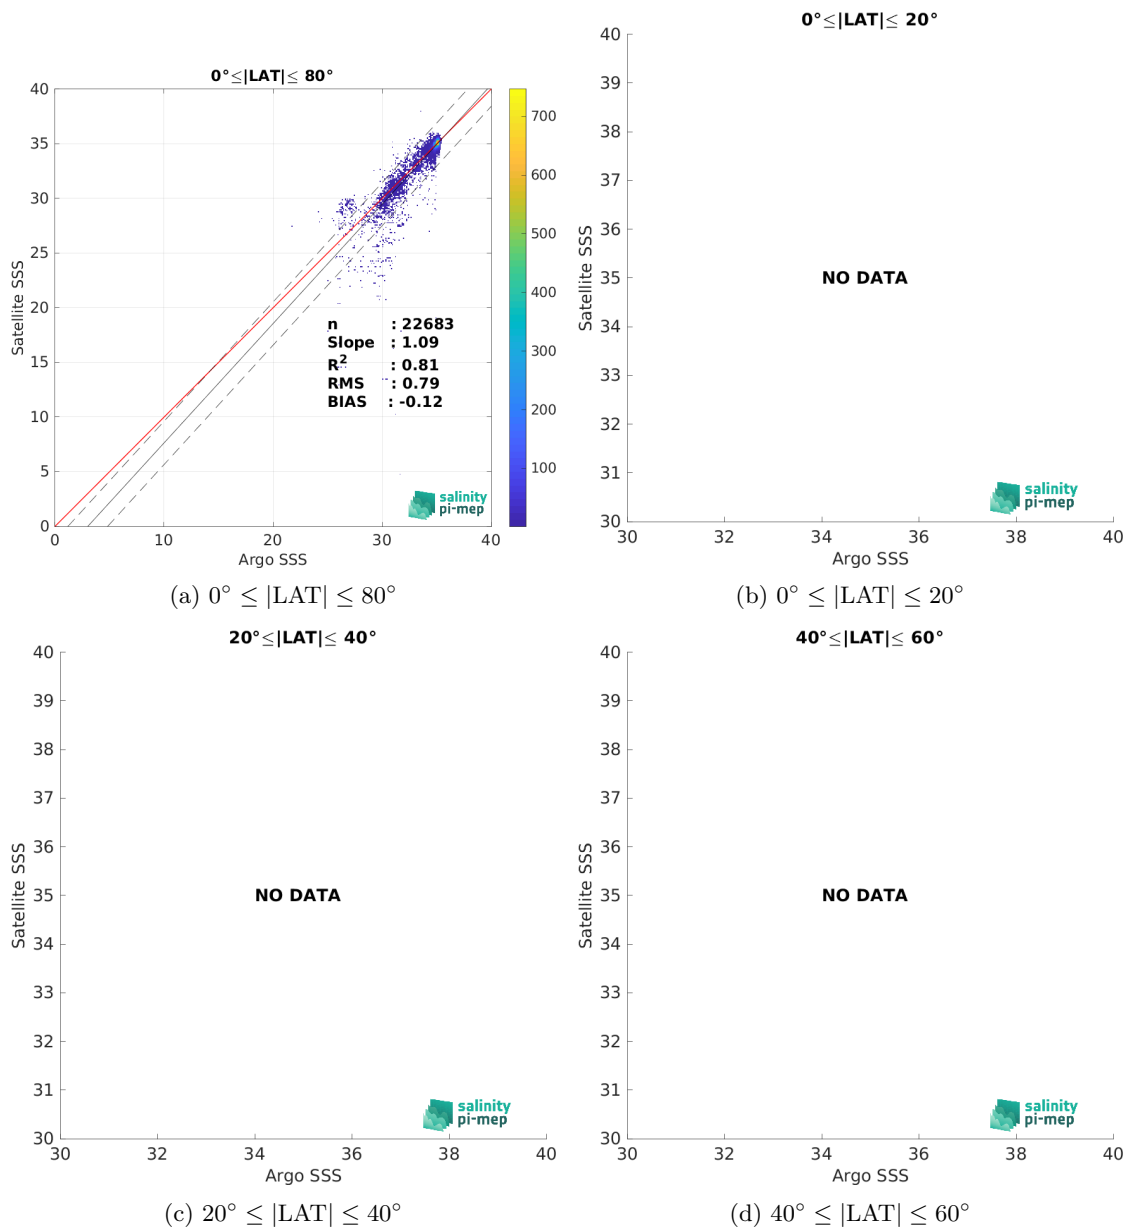 0°≤|LAT|≤ 80°
40
35
30
25
20
15
10
5
0
0
10
20
30
40
Satellite SSS
Argo SSS
700
600
500
400
300
200
100
n : 22683
Slope : 1.09
R2 : 0.81
RMS : 0.79
BIAS : -0.12
salinity
pi-mep
(a) 0° ≤ |LAT| ≤ 80°
0°≤|LAT|≤ 20°
40
39
38
37
36
35
34
33
32
31
30
30
32
34
36
38
40
Satellite SSS
Argo SSS
NO DATA
salinity
pi-mep
(b) 0° ≤ |LAT| ≤ 20°
20°≤|LAT|≤ 40°
40
39
38
37
36
35
34
33
32
31
30
30
32
34
36
38
40
Satellite SSS
Argo SSS
NO DATA
salinity
pi-mep
(c) 20° ≤ |LAT| ≤ 40°
40°≤|LAT|≤ 60°
40
39
38
37
36
35
34
33
32
31
30
30
32
34
36
38
40
Satellite SSS
Argo SSS
NO DATA
salinity
pi-mep
(d) 40° ≤ |LAT| ≤ 60°